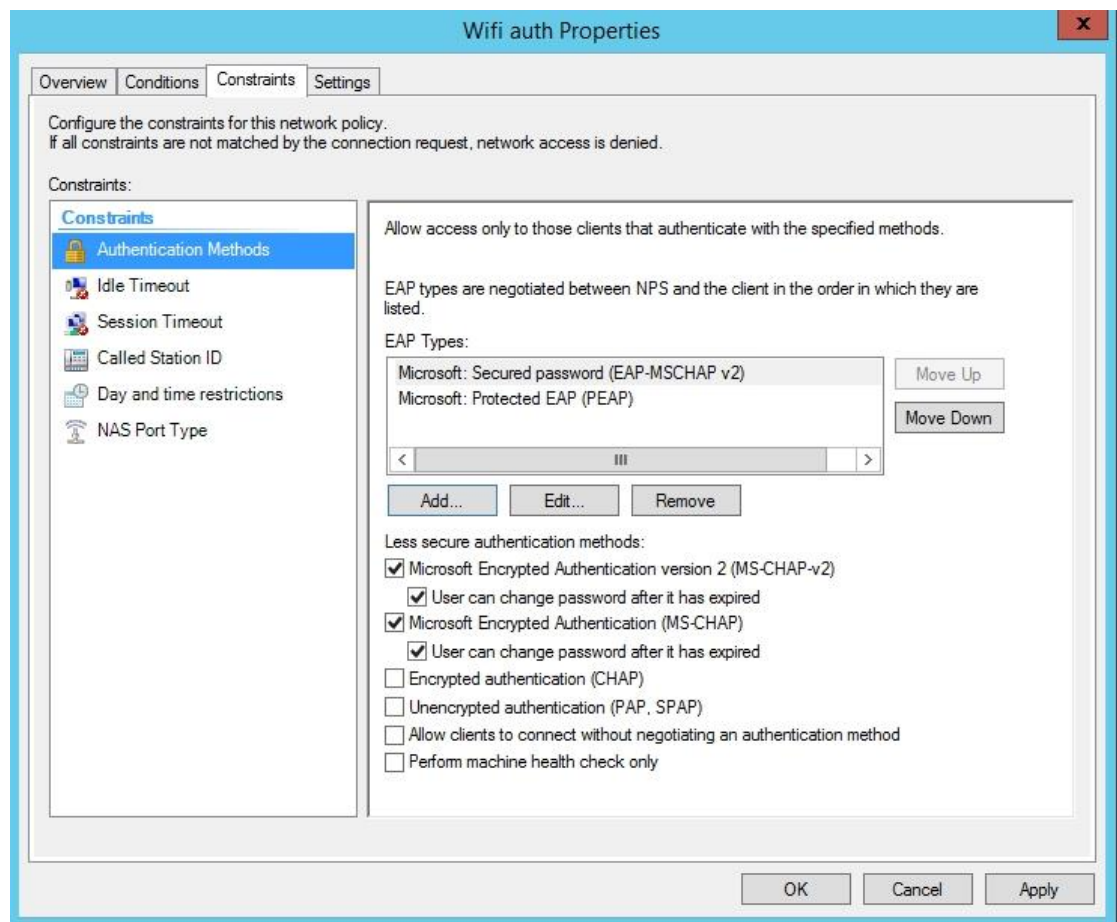 Wifi auth Properties
x
Overview Conditions Constraints Settings
Configure the constraints for this network policy.
If all constraints are not matched by the connection request, network access is denied.
Constraints:
Constraints
Authentication Methods
Idle Timeout
Session Timeout
Called Station ID
Day and time restrictions
NAS Port Type
Allow access only to those clients that authenticate with the specified methods.
EAP types are negotiated between NPS and the client in the order in which they are
listed.
EAP Types:
Microsoft: Secured password (EAP-MSCHAP v2)
Microsoft: Protected EAP (PEAP)
Move Up
Move Down
Add... Edit... Remove
Less secure authentication methods:
Microsoft Encrypted Authentication version 2 (MS-CHAP-v2)
User can change password after it has expired
Microsoft Encrypted Authentication (MS-CHAP)
User can change password after it has expired
Encrypted authentication (CHAP)
Unencrypted authentication (PAP, SPAP)
Allow clients to connect without negotiating an authentication method
Perform machine health check only
OK Cancel Apply